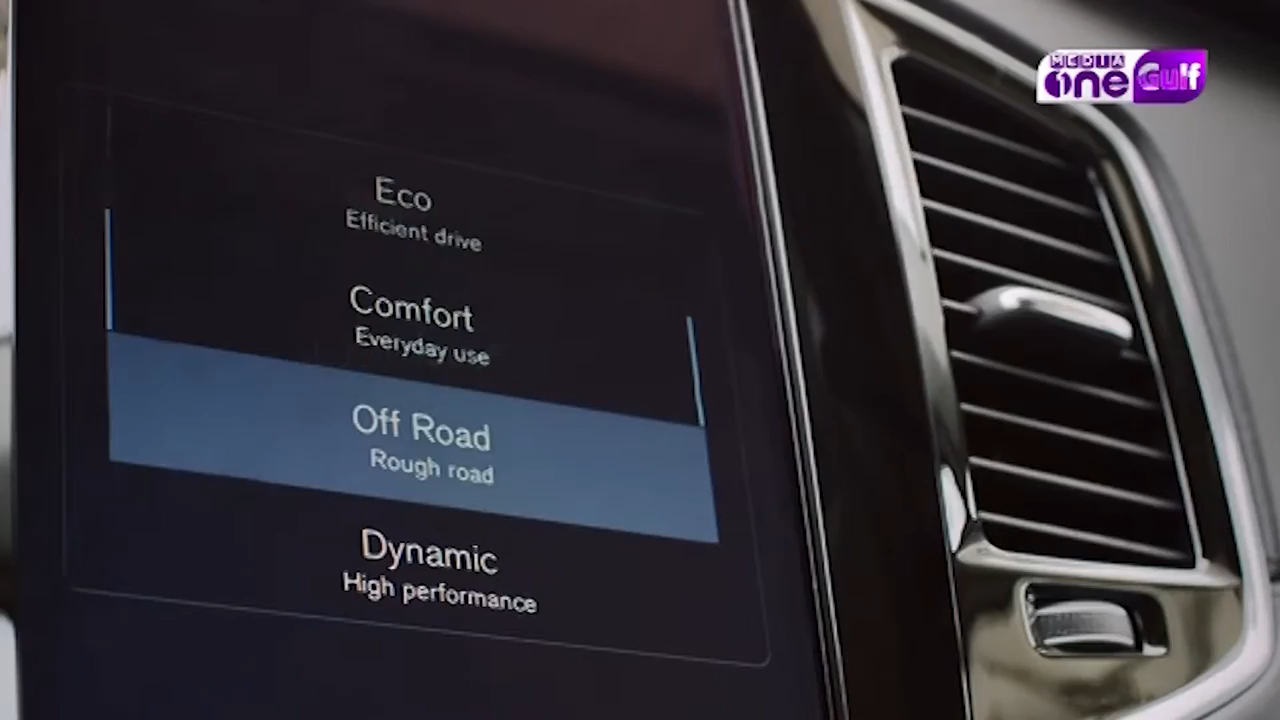 MEDIA
one Gulf
Eco
Efficient drive
Comfort
Everyday use
Off Road
Rough road
Dynamic
High performance